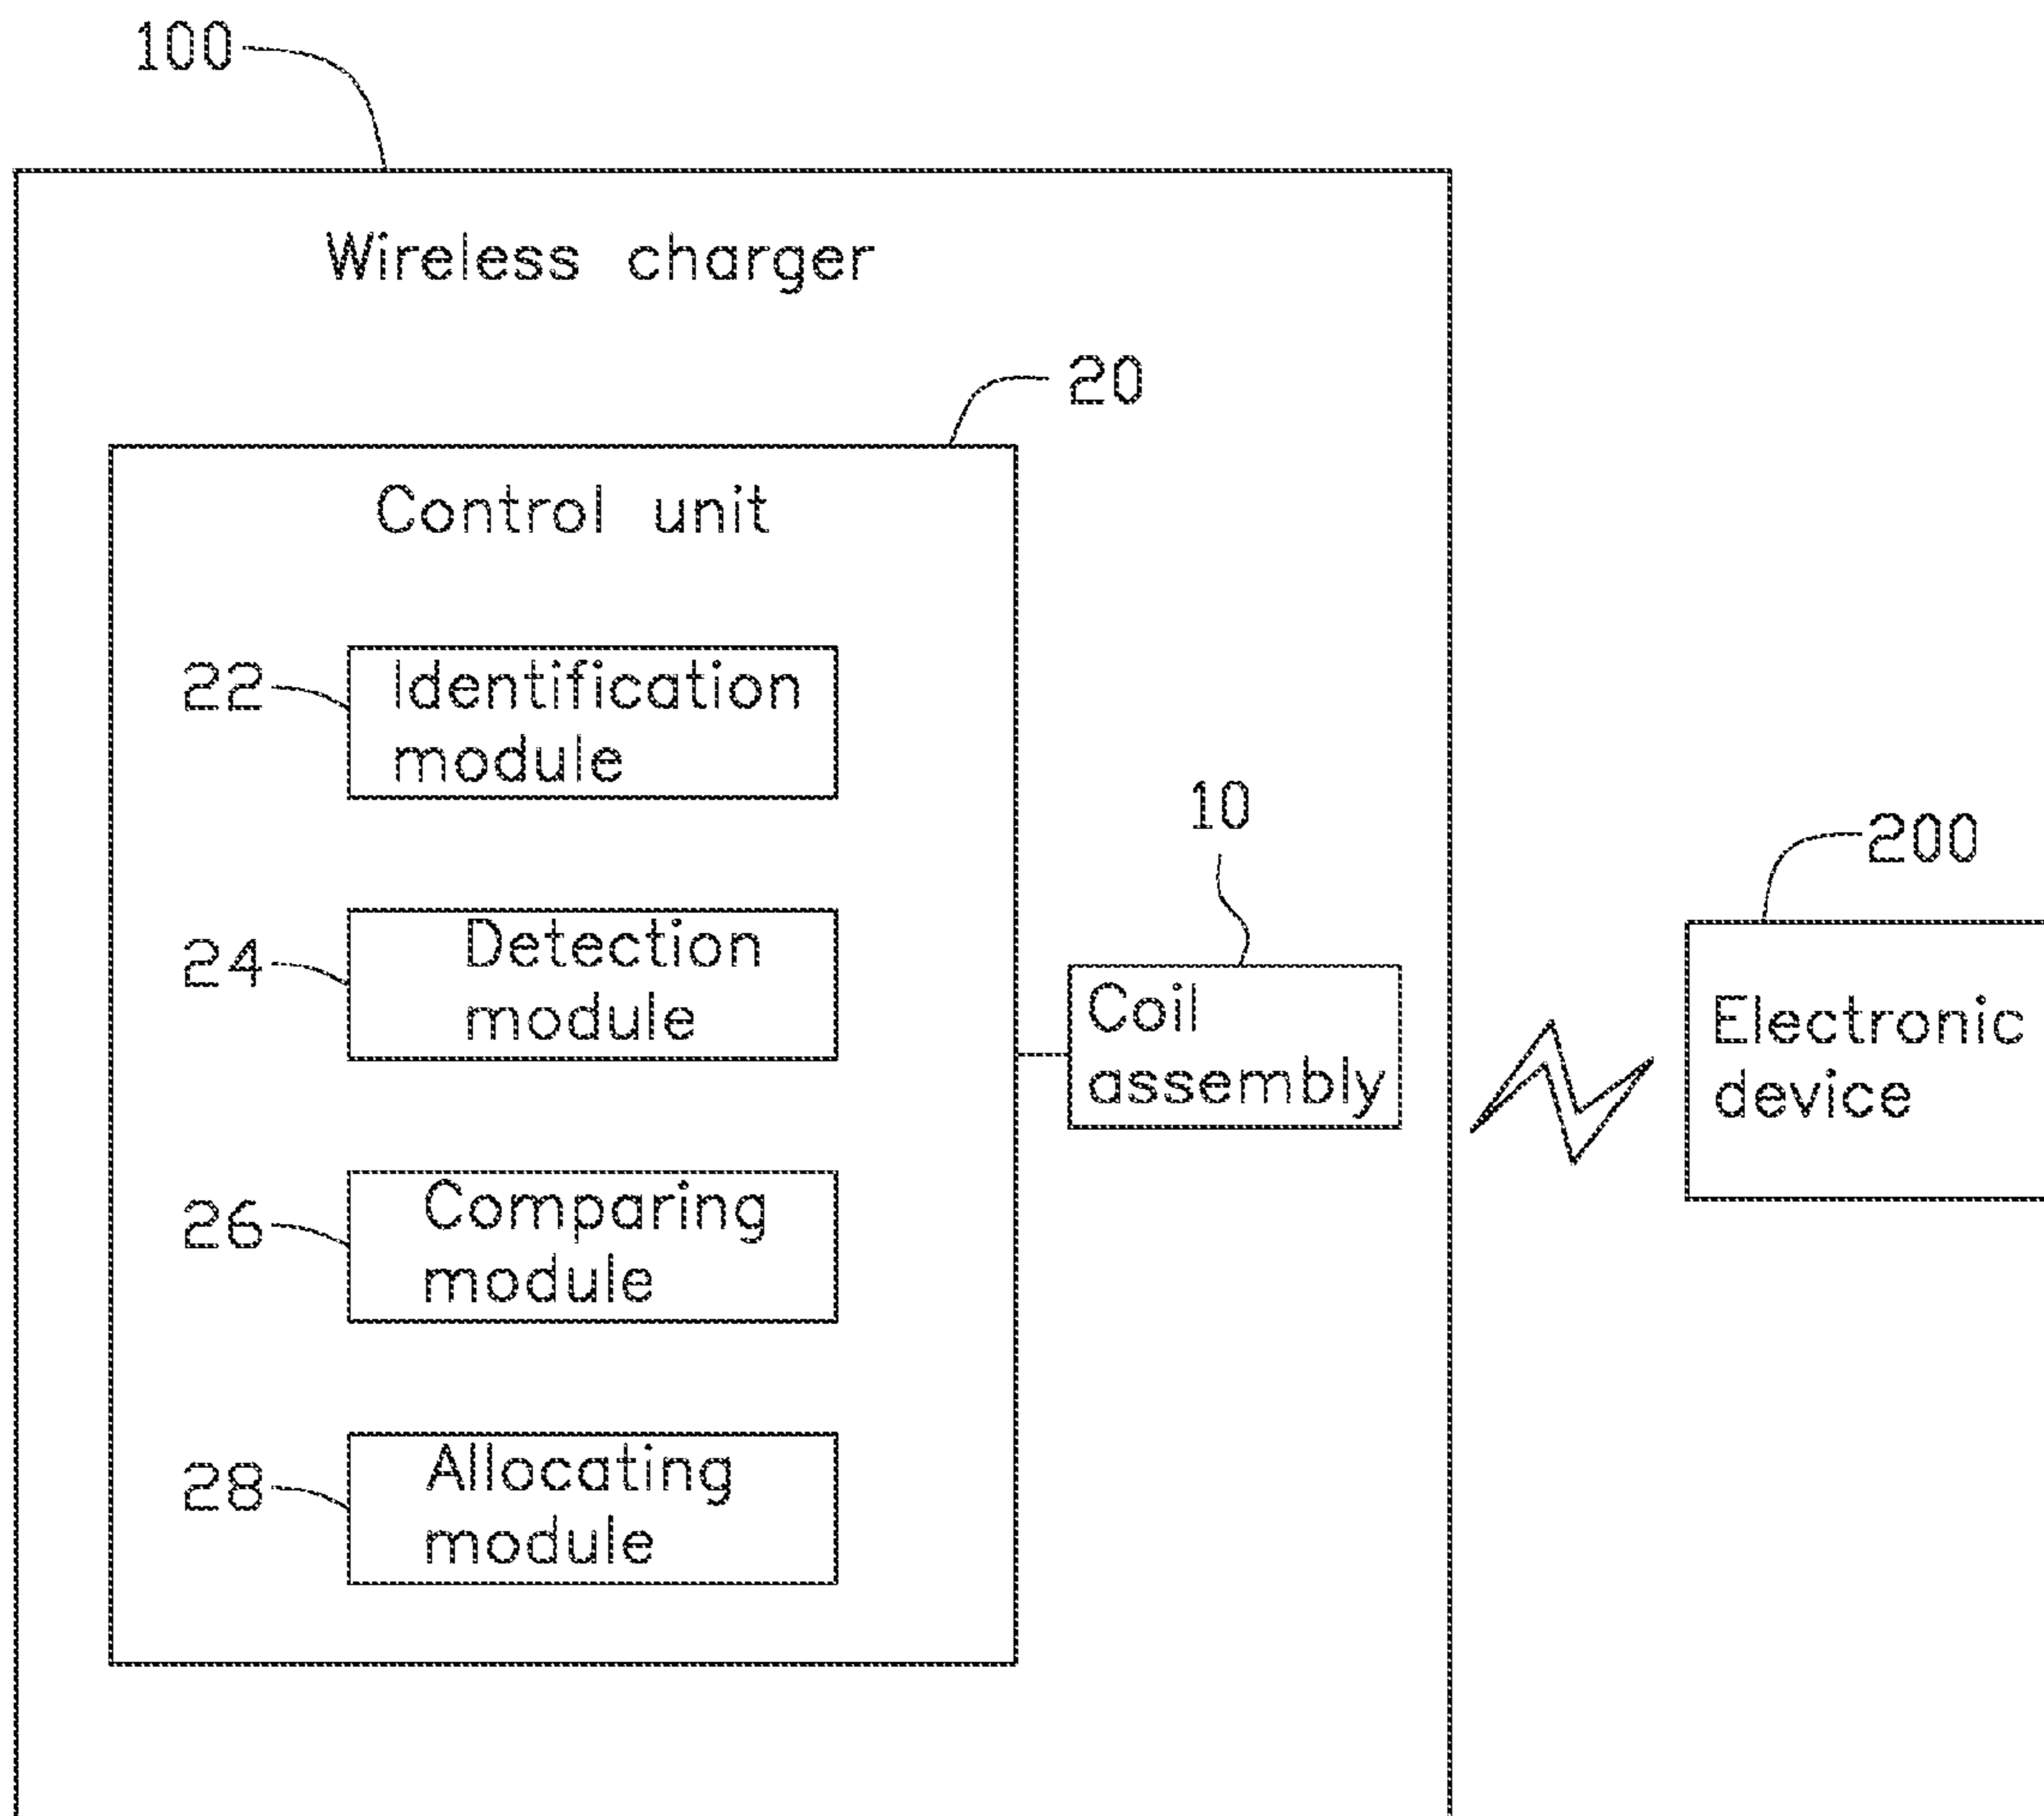 100
Wireless charger
20
Control unit
22
Identification
module
24
Detection
module
26
Comparing
module
28
Allocating
module
10
Coil
assembly
200
Electronic
device